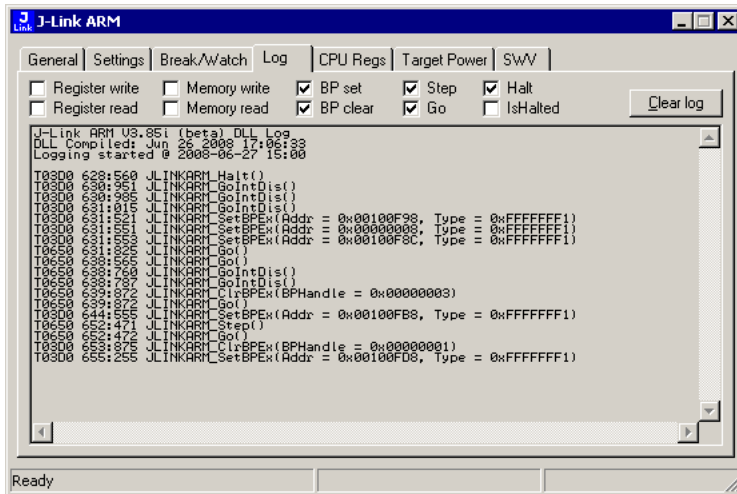 J-Link ARM
General Settings Break/Watch Log CPU Regs Target Power SWV
Register write Memory write BP set Step Halt
Register read Memory read BP clear Go IsHalted Clear log
J-Link ARM V3.85i (beta) DLL Log
DLL Compiled: Jun 26 2008 17:06:33
Logging started @ 2008-06-27 15:00
T03D0 628:560 JLINKARM_Halt()
T03D0 630:951 JLINKARM_GoIntDis()
T03D0 630:985 JLINKARM_GoIntDis()
T03D0 631:015 JLINKARM_GoIntDis()
T03D0 631:521 JLINKARM_SetBPEx(Addr = 0x00100F98, Type = 0xFFFFFFF1)
T03D0 631:551 JLINKARM_SetBPEx(Addr = 0x00000008, Type = 0xFFFFFFF1)
T03D0 631:553 JLINKARM_SetBPEx(Addr = 0x00100F8C, Type = 0xFFFFFFF1)
T0650 631:825 JLINKARM_Go()
T0650 638:565 JLINKARM_Go()
T0650 638:760 JLINKARM_GoIntDis()
T0650 638:787 JLINKARM_GoIntDis()
T0650 639:872 JLINKARM_ClrBPEx(BPHandle = 0x00000003)
T0650 639:872 JLINKARM_Go()
T03D0 644:555 JLINKARM_SetBPEx(Addr = 0x00100FB8, Type = 0xFFFFFFF1)
T0650 652:471 JLINKARM_Step()
T0650 652:472 JLINKARM_Go()
T03D0 653:875 JLINKARM_ClrBPEx(BPHandle = 0x00000001)
T03D0 655:255 JLINKARM_SetBPEx(Addr = 0x00100FD8, Type = 0xFFFFFFF1)
Ready